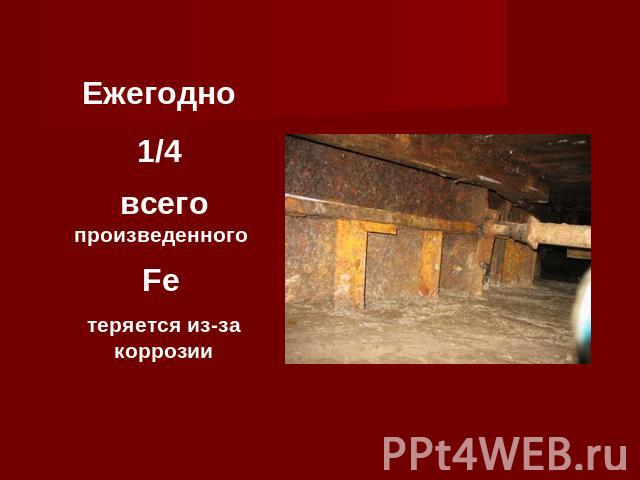 Ежегодно
1/4
всего
произведенного
Fe
теряется из-за
коррозии
PPt4WEB.ru